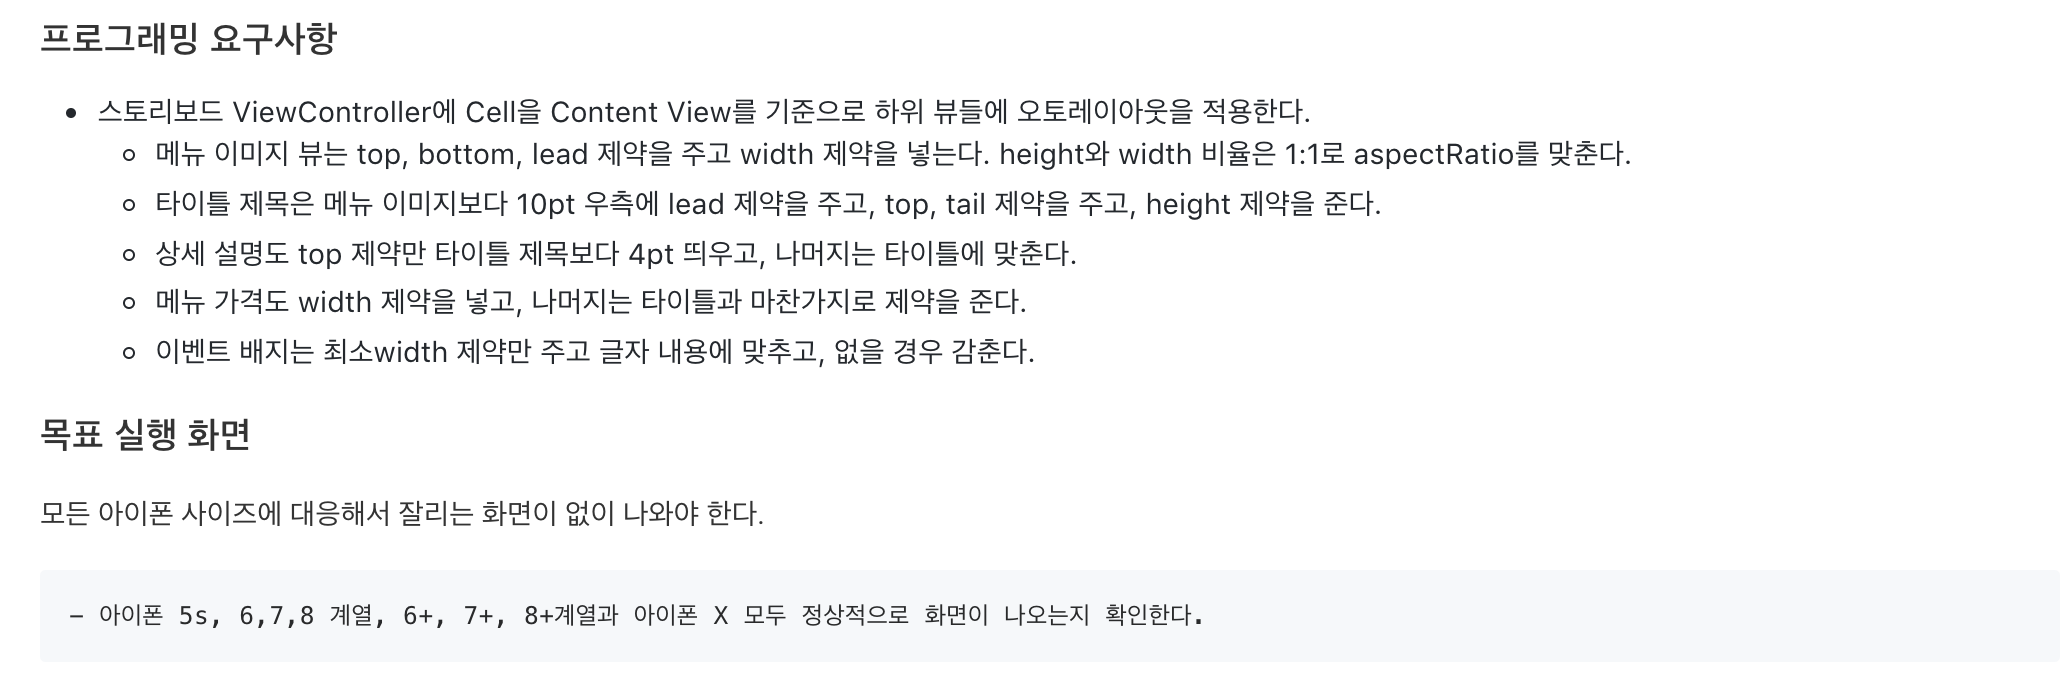 프로그래밍 요구사항
• 스토리보드 ViewController에 Cell을 Content View를 기준으로 하위 뷰들에 오토레이아웃을 적용한다.
◦ 메뉴 이미지 뷰는 top, bottom, lead 제약을 주고 width 제약을 넣는다. height와 width 비율은 1:1로 aspectRatio를 맞춘다.
◦ 타이틀 제목은 메뉴 이미지보다 10pt 우측에 lead 제약을 주고, top, tail 제약을 주고, height 제약을 준다.
◦ 상세 설명도 top 제약만 타이틀 제목보다 4pt 띄우고, 나머지는 타이틀에 맞춘다.
◦ 메뉴 가격도 width 제약을 넣고, 나머지는 타이틀과 마찬가지로 제약을 준다.
◦ 이벤트 배지는 최소width 제약만 주고 글자 내용에 맞추고, 없을 경우 감춘다.
목표 실행 화면
모든 아이폰 사이즈에 대응해서 잘리는 화면이 없이 나와야 한다.
– 아이폰 5s, 6,7,8 계열, 6+, 7+, 8+계열과 아이폰 X 모두 정상적으로 화면이 나오는지 확인한다.